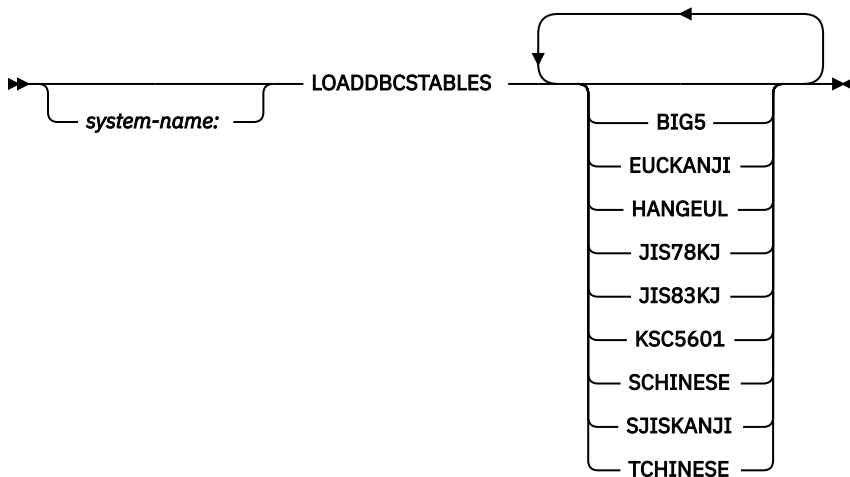 LOADDBCSTABLES
system-name:
BIG5
EUCKANJI
HANGEUL
JIS78KJ
JIS83KJ
KSC5601
SCHINESE
SJISKANJI
TCHINESE